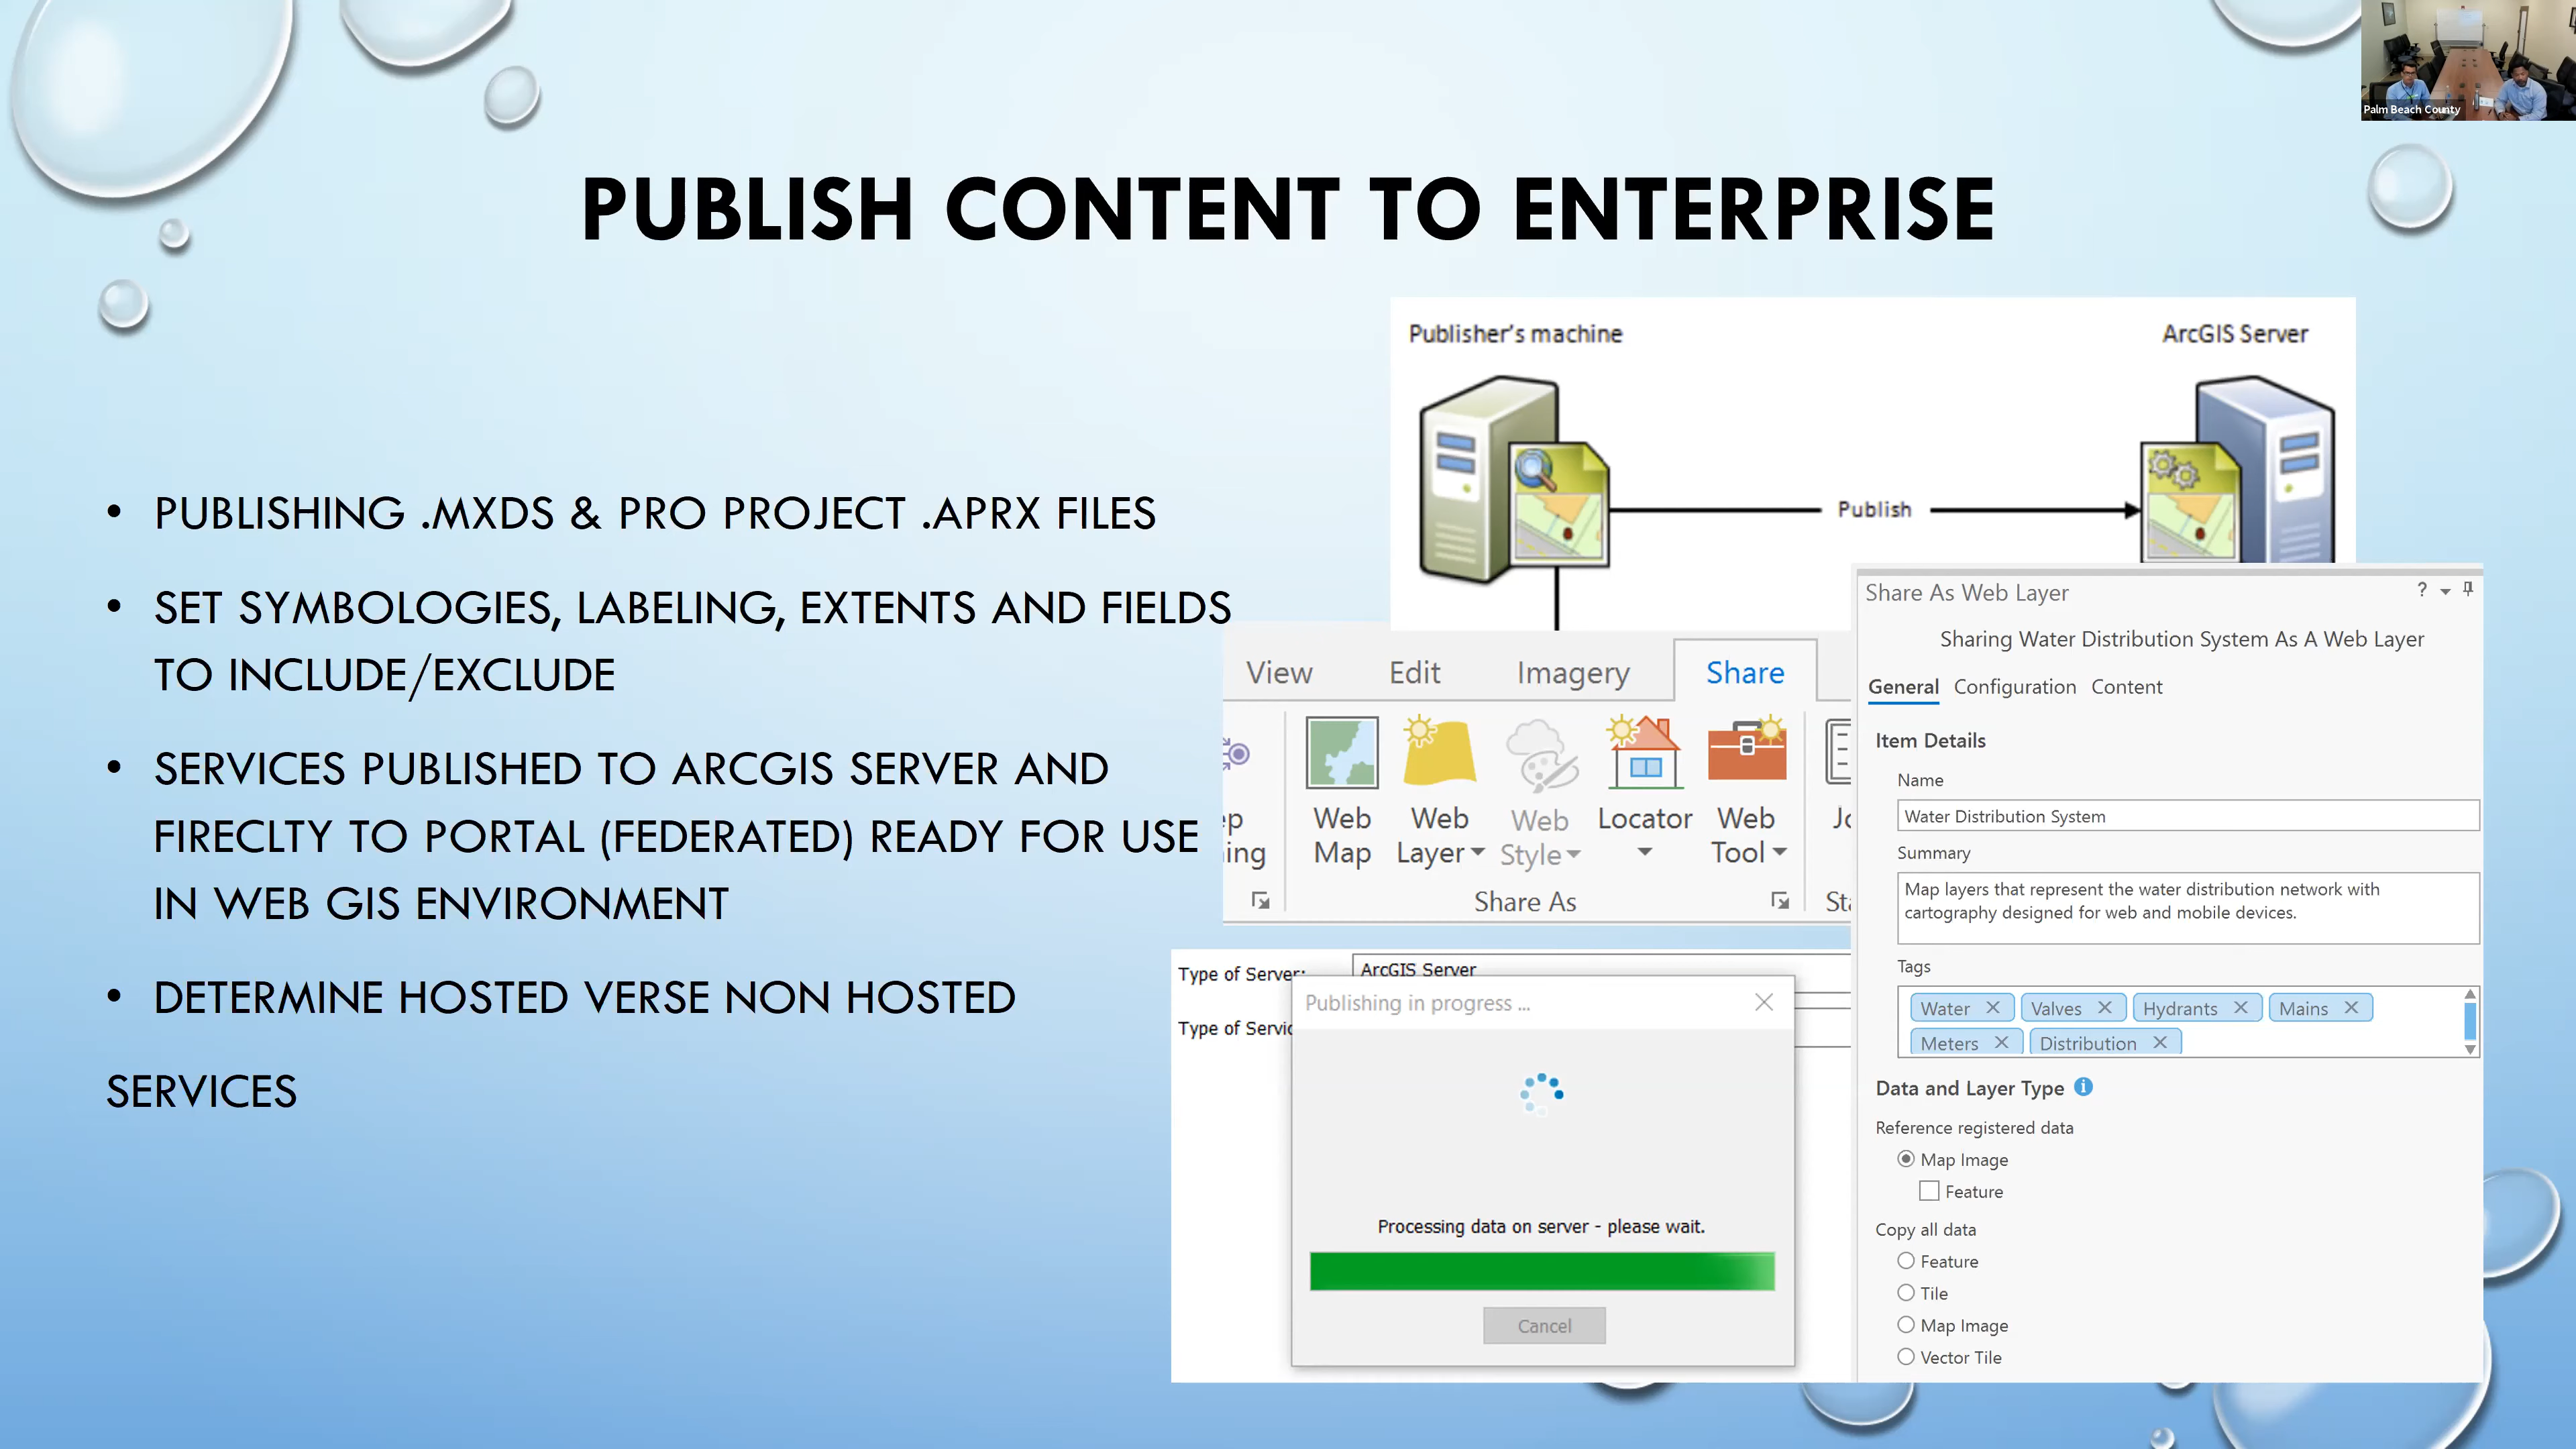 Palm Beach County
PUBLISH CONTENT TO ENTERPRISE
• PUBLISHING .MXDS & PRO PROJECT .APRX FILES
• SET SYMBOLOGIES, LABELING, EXTENTS AND FIELDS
TO INCLUDE/EXCLUDE
• SERVICES PUBLISHED TO ARCGIS SERVER AND
FIRECLTY TO PORTAL (FEDERATED) READY FOR USE
IN WEB GIS ENVIRONMENT
• DETERMINE HOSTED VERSE NON HOSTED
SERVICES
Publisher's machine
ArcGIS Server
Publish
View Edit Imagery Share
Web Map
Web Layer
Web Style
Locator
Web Tool
Share As
Type of Server:
ArcGIS Server
Type of Servic
Publishing in progress ...
Processing data on server - please wait.
Cancel
Share As Web Layer
?
Sharing Water Distribution System As A Web Layer
General Configuration Content
Item Details
Name
Water Distribution System
Summary
Map layers that represent the water distribution network with
cartography designed for web and mobile devices.
Tags
Water Valves Hydrants Mains
Meters Distribution
Data and Layer Type
Reference registered data
Map Image
Feature
Copy all data
Feature
Tile
Map Image
Vector Tile